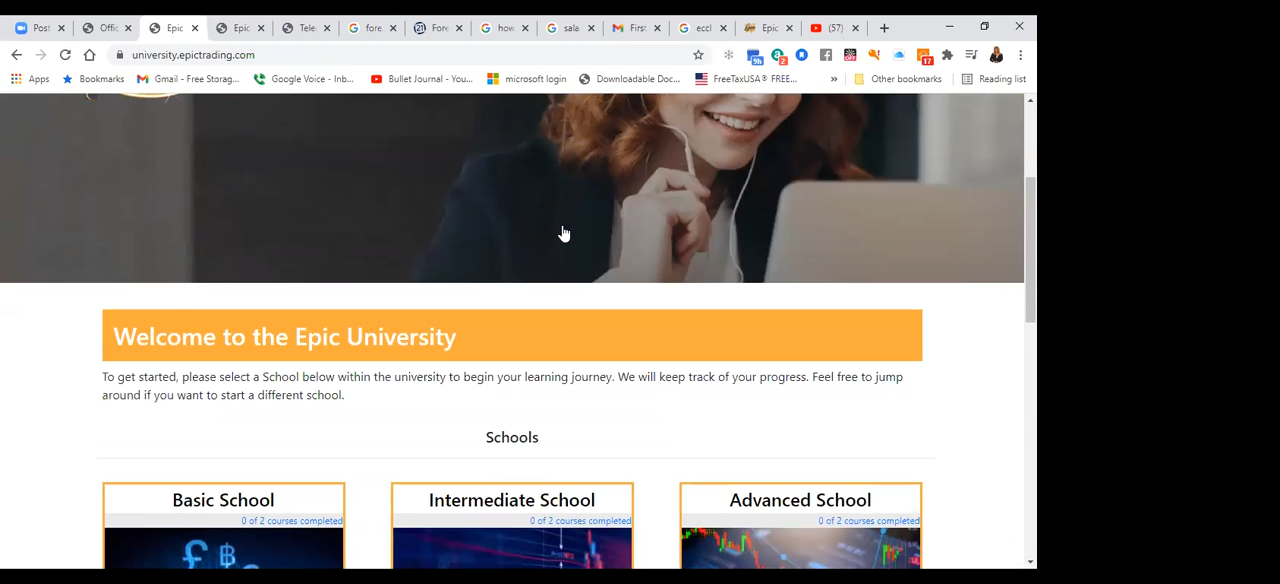 Post
Offic
Epic
Epic
Tele
fore
Fore
how
sala
First
eccl
Epic
(57)
university.epictrading.com
9h
2
OFF
17
Apps
Bookmarks
Gmail - Free Storag...
Google Voice - Inb...
Bullet Journal - You...
microsoft login
Downloadable Doc...
FreeTaxUSA® FREE...
»
Other bookmarks
Reading list
Welcome to the Epic University
To get started, please select a School below within the university to begin your learning journey. We will keep track of your progress. Feel free to jump
around if you want to start a different school.
Schools
Basic School
Intermediate School
Advanced School
0 of 2 courses completed
0 of 2 courses completed
0 of 2 courses completed